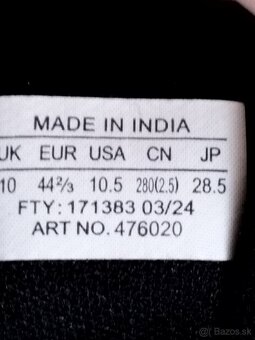 MADE IN INDIA
UK EUR USA CN JP
10 44⅔ 10.5 280(2.5) 28.5
FTY: 171383 03/24
ART NO. 476020
Bazos.sk